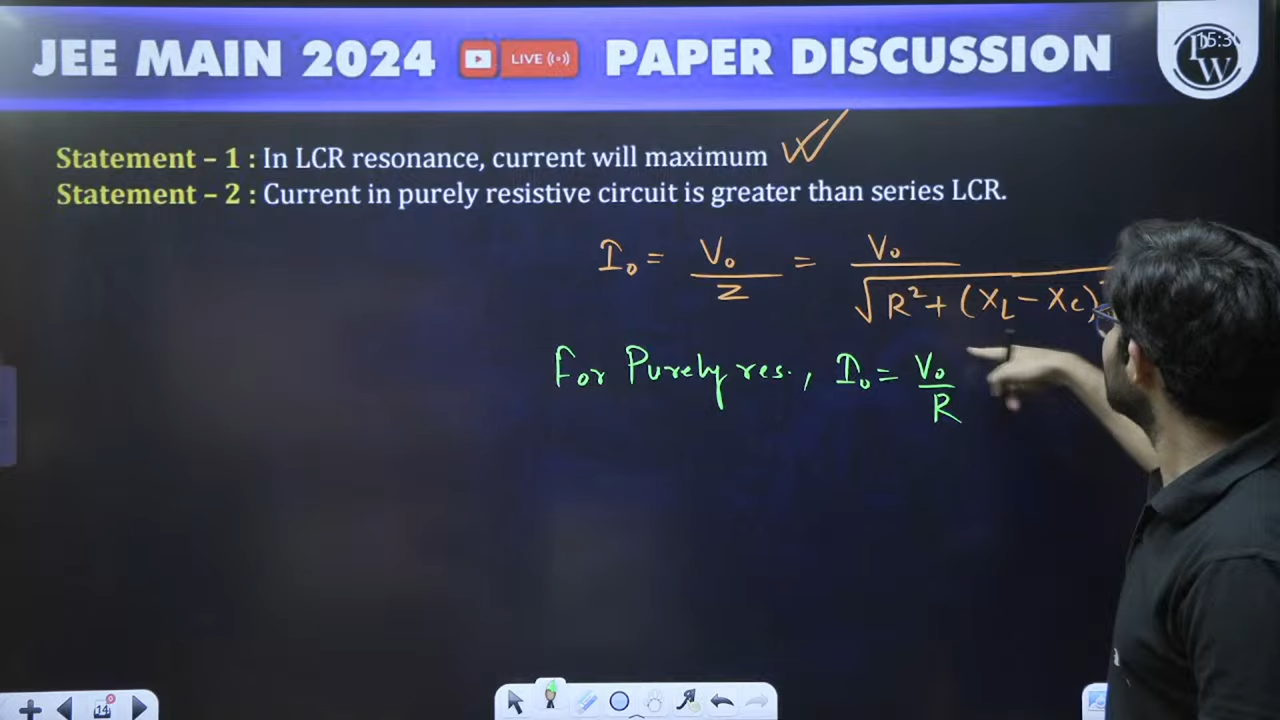 JEE MAIN 2024 LIVE PAPER DISCUSSION
Statement – 1 : In LCR resonance, current will maximum
Statement – 2 : Current in purely resistive circuit is greater than series LCR.
I₀ = V₀/Z = V₀/√R² + (X_L − X_C)
For Purely res., I₀ = V₀/R
14